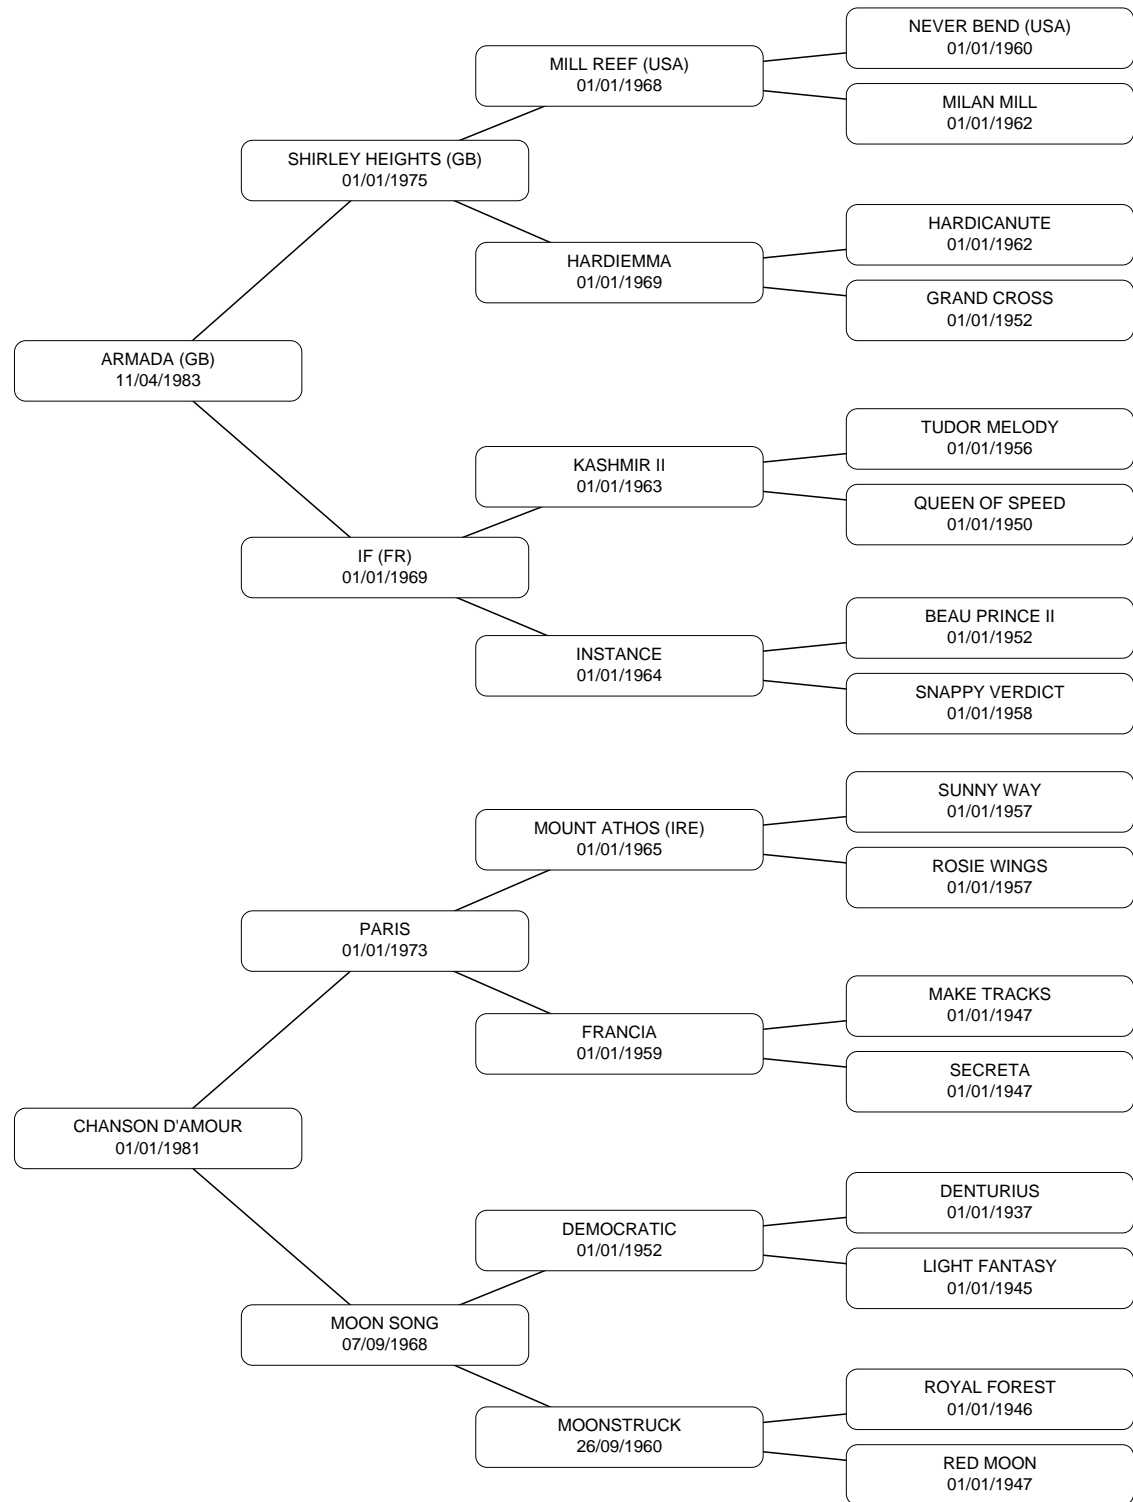 NEVER BEND (USA)
01/01/1960
MILL REEF (USA)
01/01/1968
MILAN MILL
01/01/1962
SHIRLEY HEIGHTS (GB)
01/01/1975
HARDICANUTE
01/01/1962
HARDIEMMA
01/01/1969
GRAND CROSS
01/01/1952
ARMADA (GB)
11/04/1983
TUDOR MELODY
01/01/1956
KASHMIR II
01/01/1963
QUEEN OF SPEED
01/01/1950
IF (FR)
01/01/1969
BEAU PRINCE II
01/01/1952
INSTANCE
01/01/1964
SNAPPY VERDICT
01/01/1958
SUNNY WAY
01/01/1957
MOUNT ATHOS (IRE)
01/01/1965
ROSIE WINGS
01/01/1957
PARIS
01/01/1973
MAKE TRACKS
01/01/1947
FRANCIA
01/01/1959
SECRETA
01/01/1947
CHANSON D'AMOUR
01/01/1981
DENTURIUS
01/01/1937
DEMOCRATIC
01/01/1952
LIGHT FANTASY
01/01/1945
MOON SONG
07/09/1968
ROYAL FOREST
01/01/1946
MOONSTRUCK
26/09/1960
RED MOON
01/01/1947